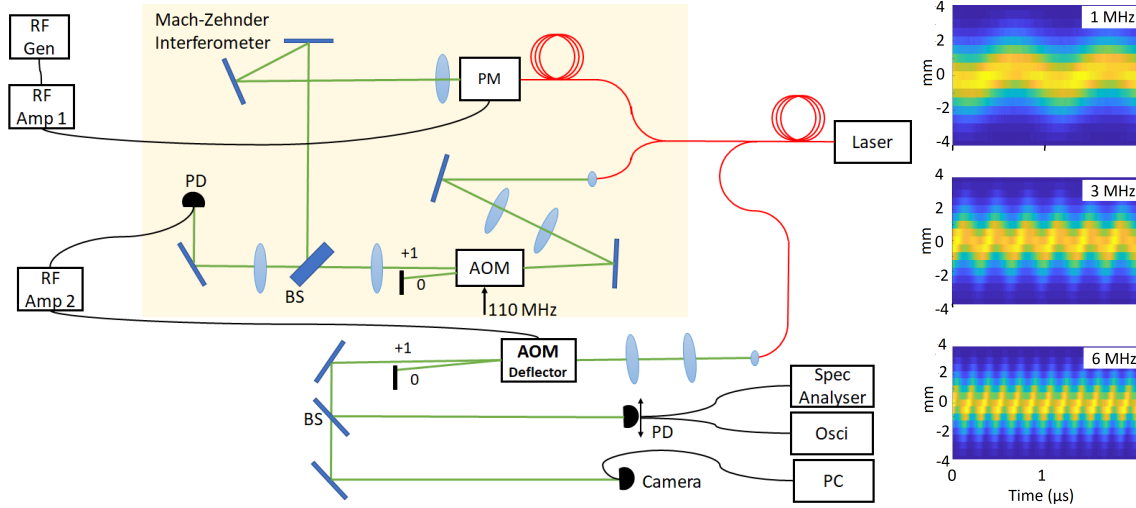 Mach-Zehnder
Interferometer
RF
Gen
RF
Amp 1
PM
Laser
PD
+1
0
AOM
BS
110 MHz
RF
Amp 2
+1
0
AOM
Deflector
BS
PD
Spec
Analyser
Osci
Camera
PC
1 MHz
4
2
0
-2
-4
mm
3 MHz
4
2
0
-2
-4
mm
6 MHz
4
2
0
-2
-4
mm
0
1
Time (μs)